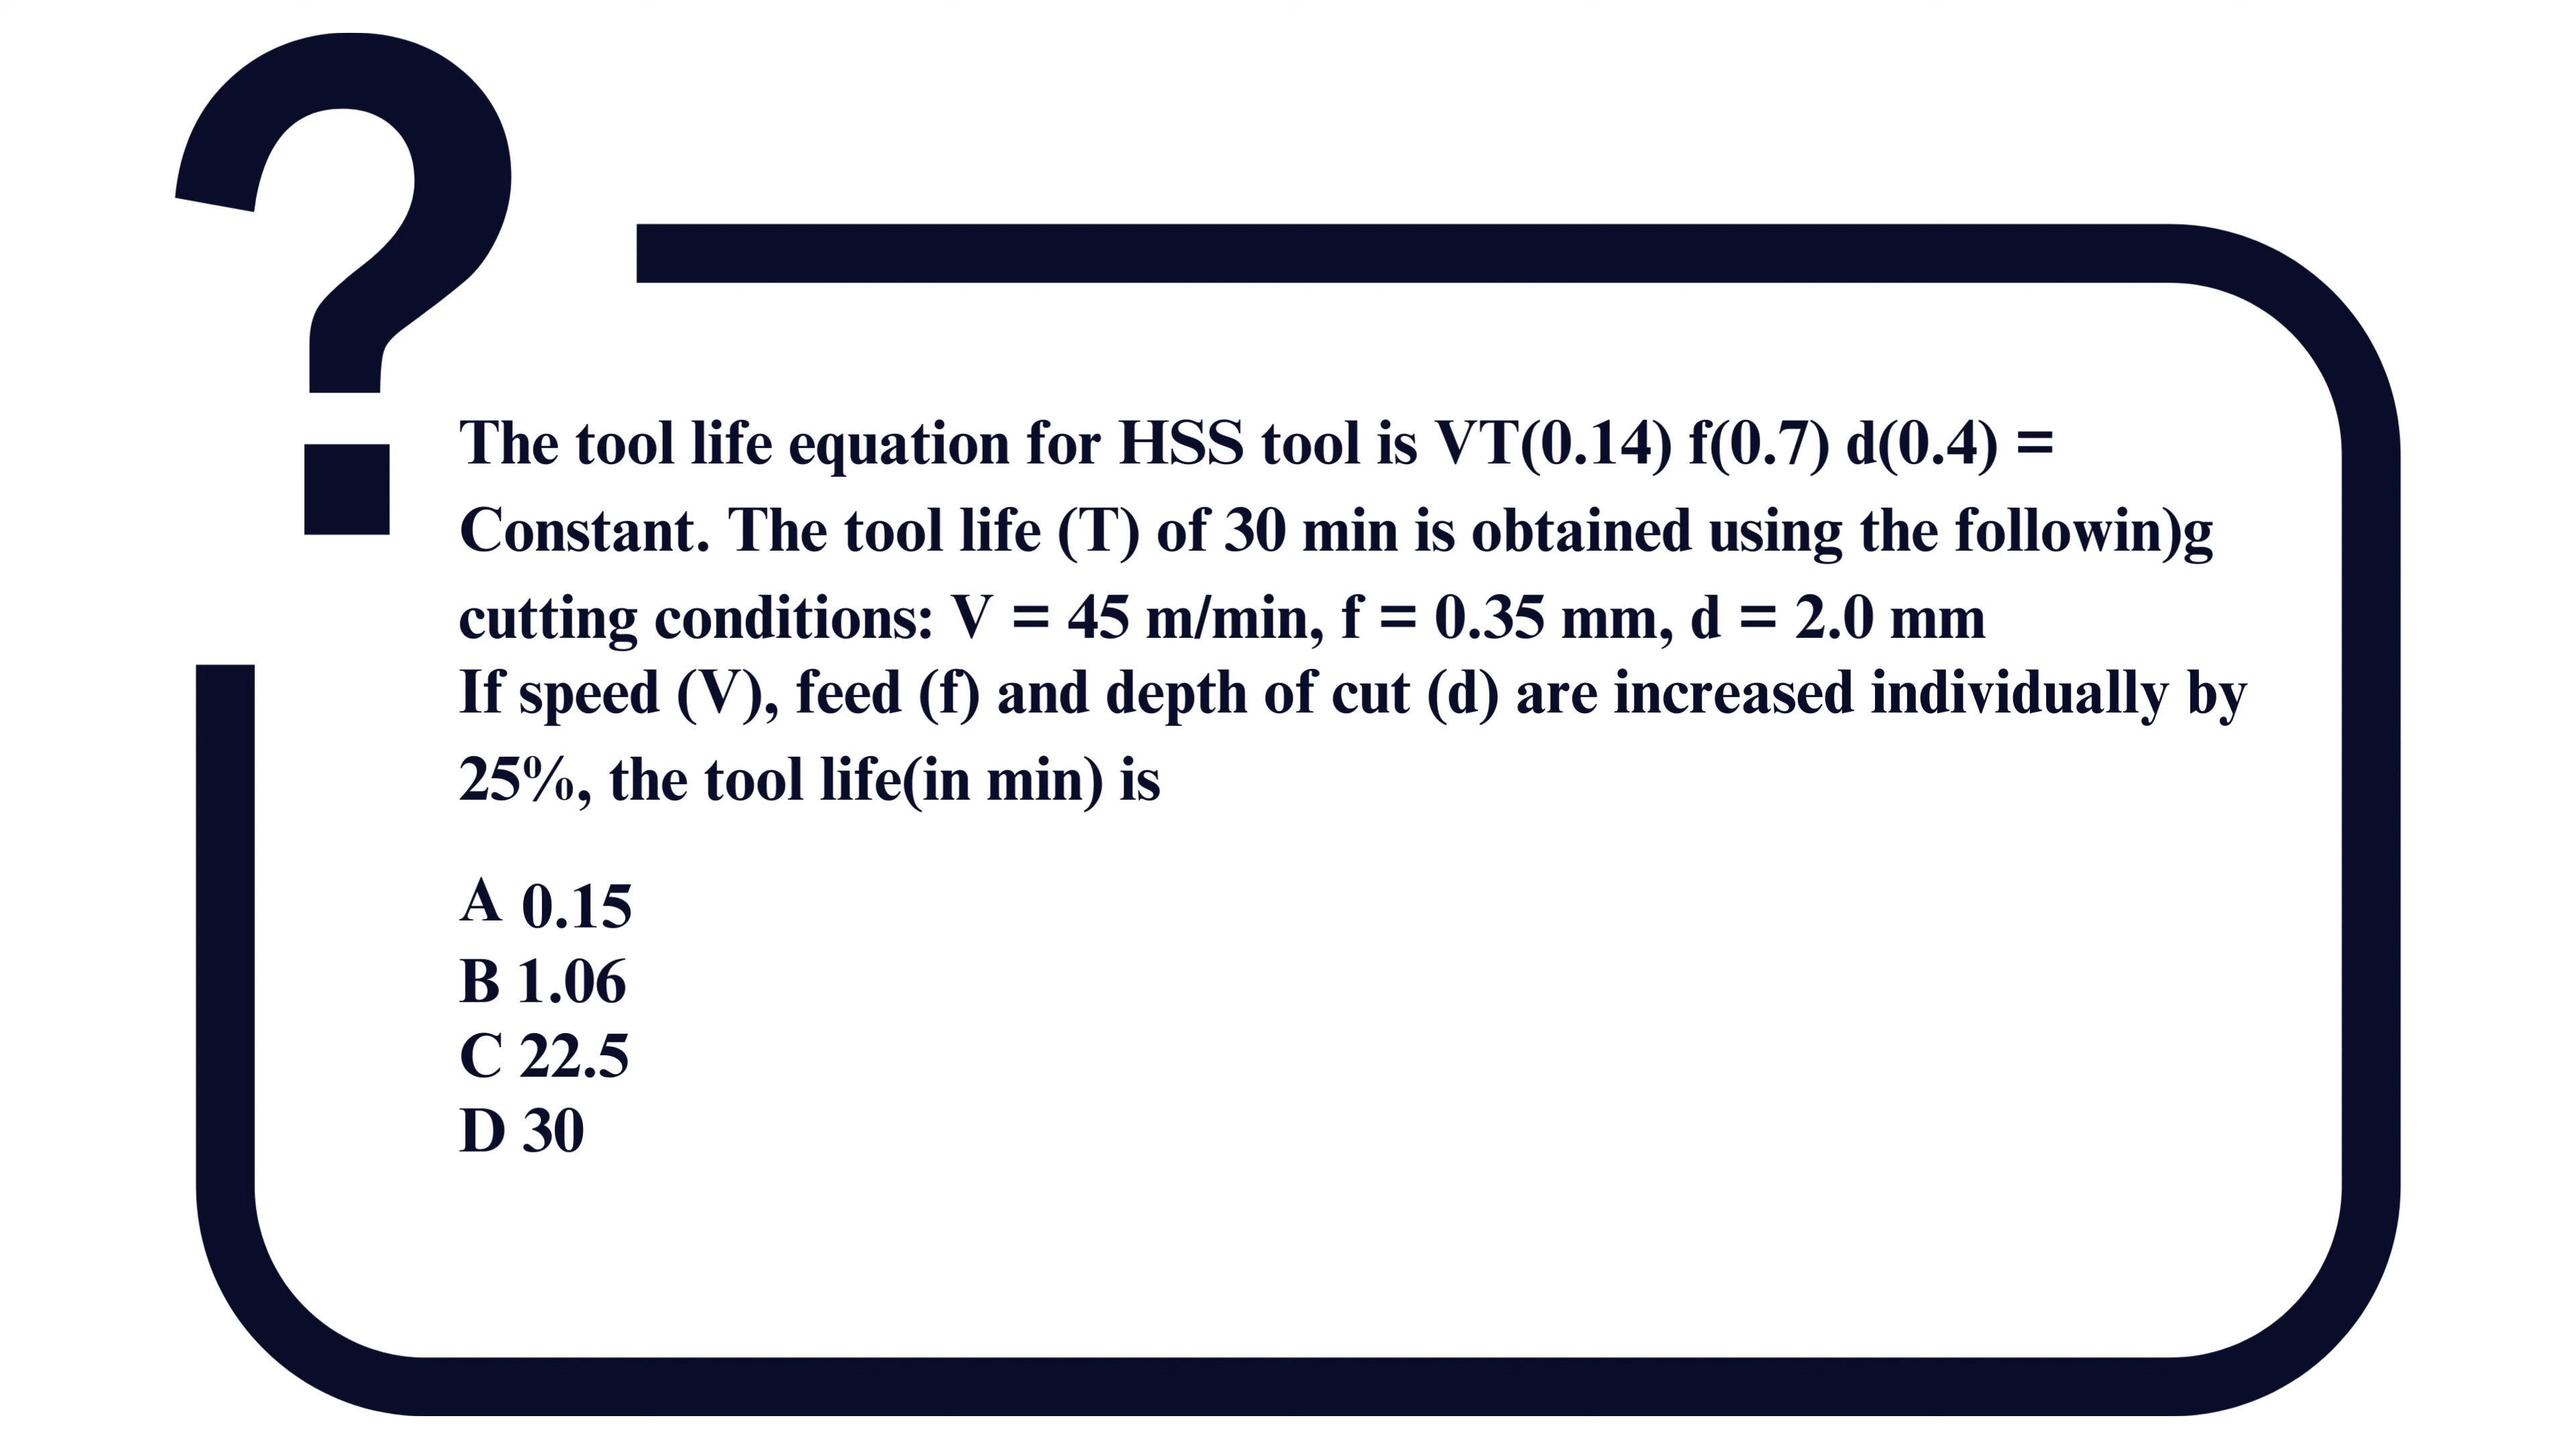 The tool life equation for HSS tool is VT(0.14) f(0.7) d(0.4) =
Constant. The tool life (T) of 30 min is obtained using the followin)g
cutting conditions: V = 45 m/min, f = 0.35 mm, d = 2.0 mm
If speed (V), feed (f) and depth of cut (d) are increased individually by
25%, the tool life(in min) is
A 0.15
B 1.06
C 22.5
D 30